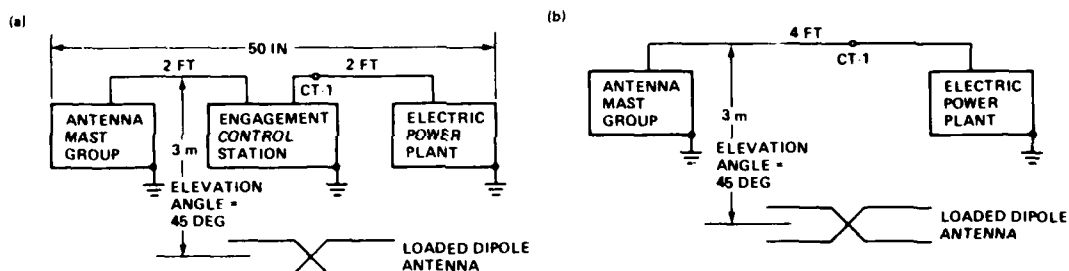 (a)
50 IN
2 FT
2 FT
CT-1
ANTENNA
MAST
GROUP
ENGAGEMENT
CONTROL
STATION
ELECTRIC
POWER
PLANT
3 m
ELEVATION
ANGLE =
45 DEG
LOADED DIPOLE
ANTENNA
(b)
4 FT
CT-1
ANTENNA
MAST
GROUP
ELECTRIC
POWER
PLANT
3 m
ELEVATION
ANGLE =
45 DEG
LOADED DIPOLE
ANTENNA